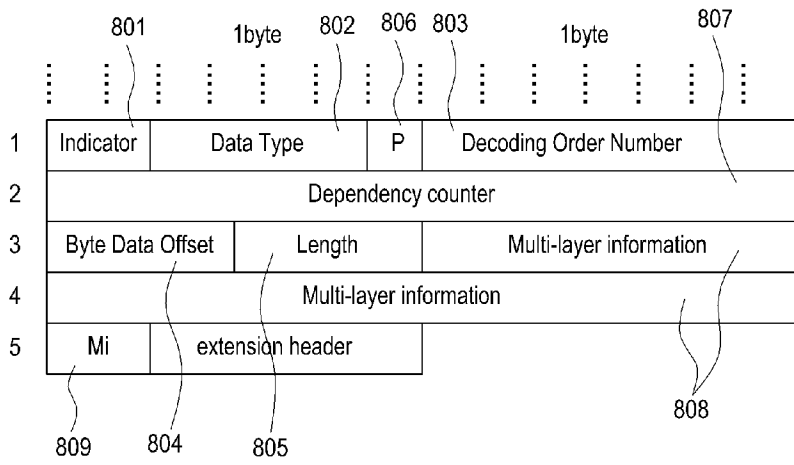 801 1byte 802 806 803 1byte 807
1 Indicator Data Type P Decoding Order Number
2 Dependency counter
3 Byte Data Offset Length Multi-layer information
4 Multi-layer information
5 Mi extension header
809 804 805 808